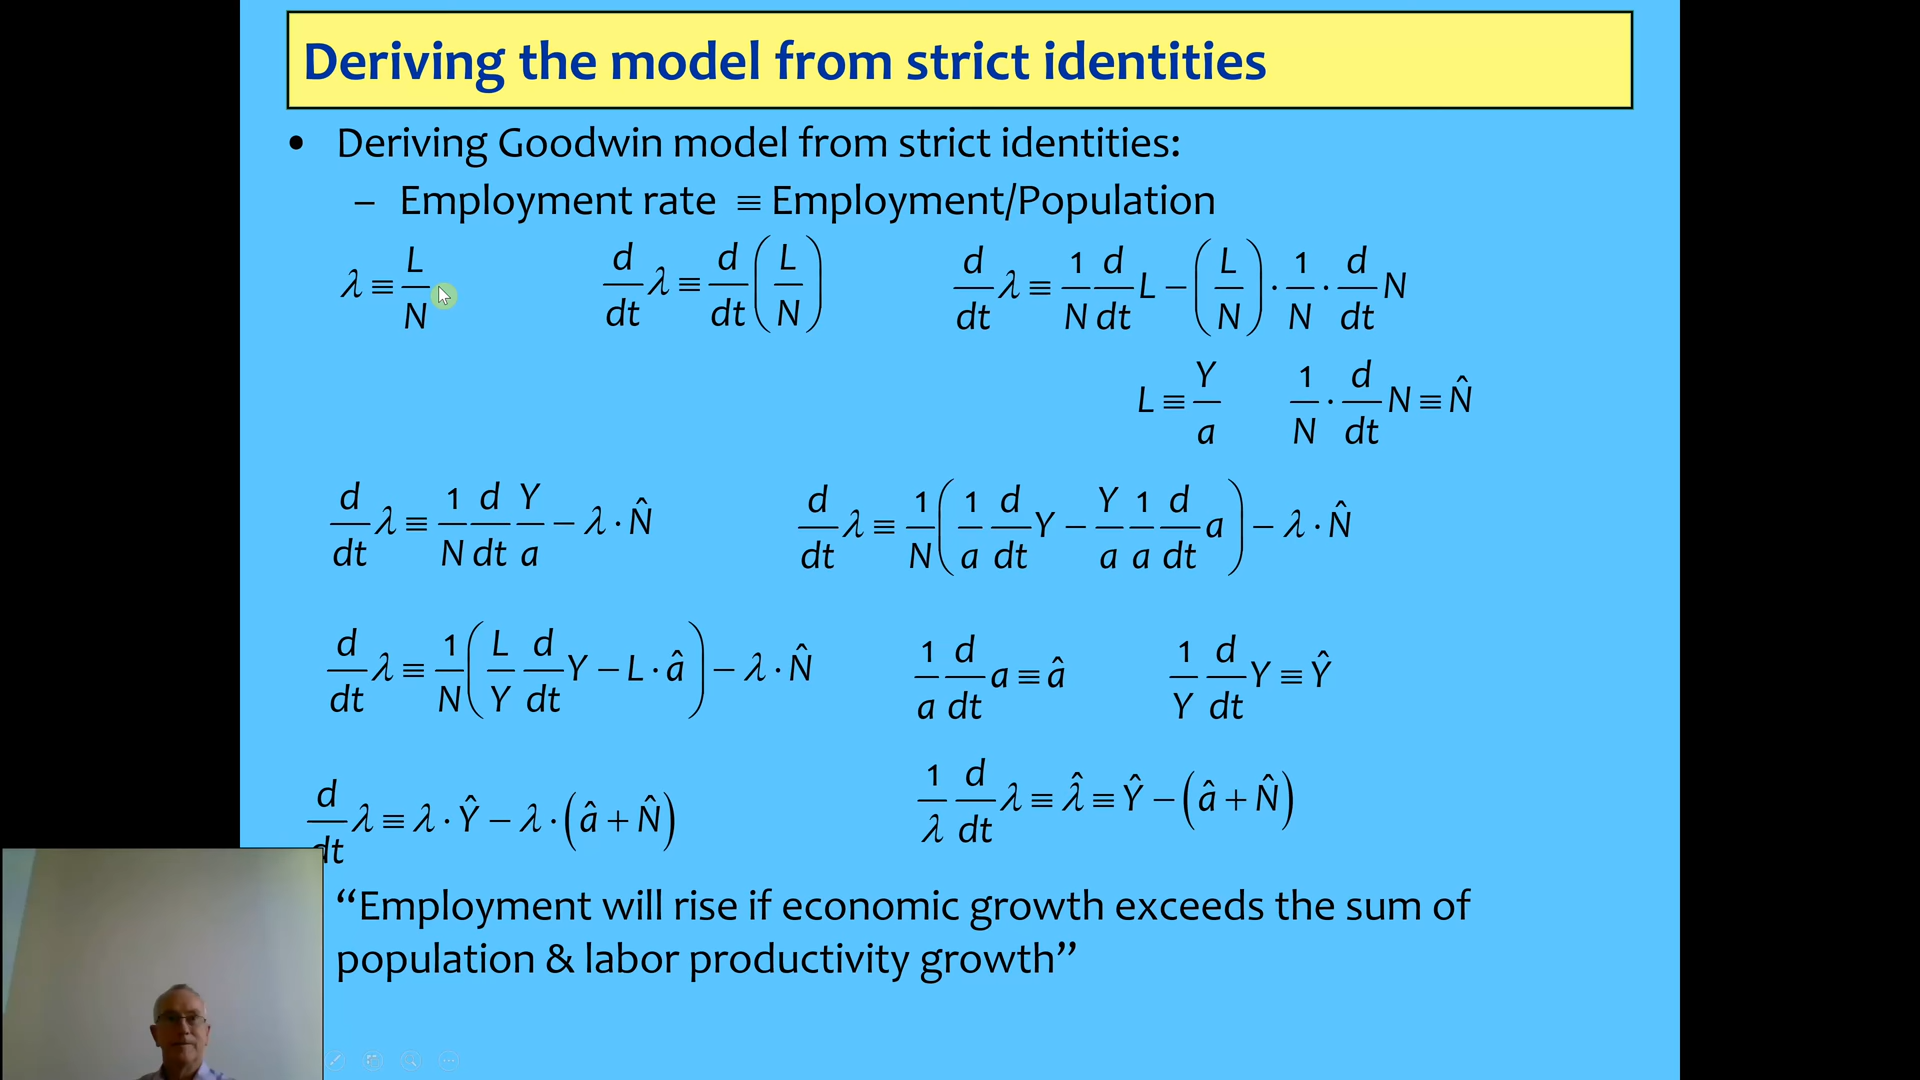 Deriving the model from strict identities
• Deriving Goodwin model from strict identities:
– Employment rate ≡ Employment/Population
λ ≡ L/N    d/dt λ ≡ d/dt (L/N)    d/dt λ ≡ 1/N d/dt L − (L/N) · 1/N · d/dt N
L ≡ Y/a    1/N · d/dt N ≡ N̂
d/dt λ ≡ 1/N d/dt Y/a − λ · N̂    d/dt λ ≡ 1/N (1/a d/dt Y − Y/a 1/a d/dt a) − λ · N̂
d/dt λ ≡ 1/N (L/Y d/dt Y − L · â) − λ · N̂    1/a d/dt a ≡ â    1/Y d/dt Y ≡ Ŷ
d/dt λ ≡ λ · Ŷ − λ · (â + N̂)    1/λ d/dt λ ≡ λ̂ ≡ Ŷ − (â + N̂)
“Employment will rise if economic growth exceeds the sum of
population & labor productivity growth”